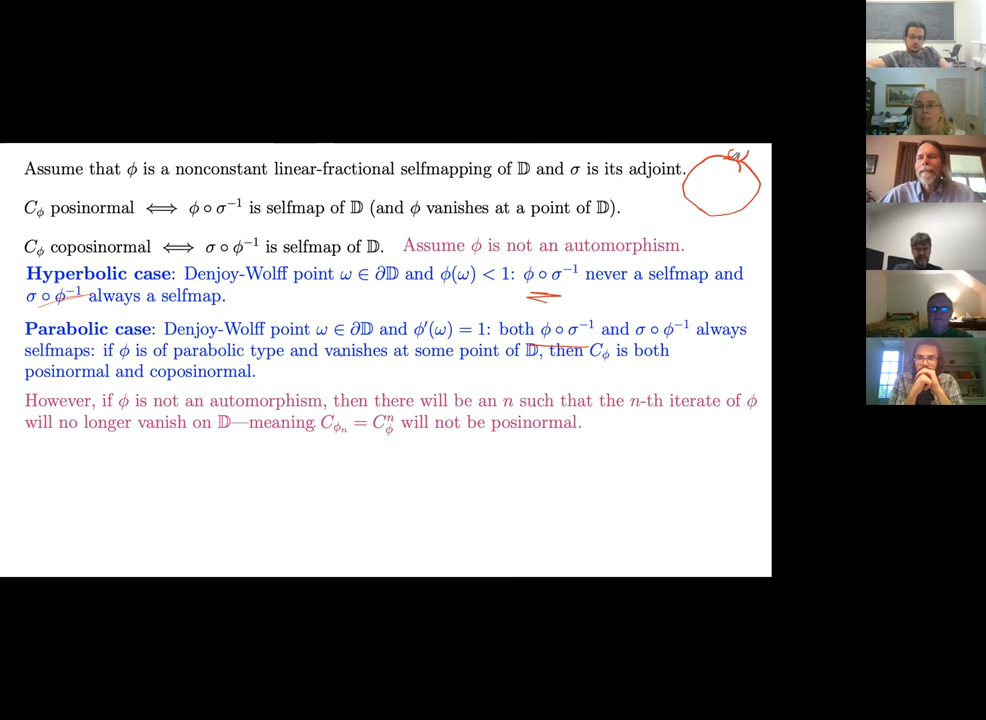 Assume that ϕ is a nonconstant linear-fractional selfmapping of 𝔻 and σ is its adjoint.
C_ϕ posinormal ⟺ ϕ ∘ σ⁻¹ is selfmap of 𝔻 (and ϕ vanishes at a point of 𝔻).
C_ϕ coposinormal ⟺ σ ∘ ϕ⁻¹ is selfmap of 𝔻. Assume ϕ is not an automorphism.
Hyperbolic case: Denjoy-Wolff point ω ∈ ∂𝔻 and ϕ(ω) < 1: ϕ ∘ σ⁻¹ never a selfmap and
σ ∘ ϕ⁻¹ always a selfmap.
Parabolic case: Denjoy-Wolff point ω ∈ ∂𝔻 and ϕ′(ω) = 1: both ϕ ∘ σ⁻¹ and σ ∘ ϕ⁻¹ always
selfmaps: if ϕ is of parabolic type and vanishes at some point of 𝔻, then C_ϕ is both
posinormal and coposinormal.
However, if ϕ is not an automorphism, then there will be an n such that the n-th iterate of ϕ
will no longer vanish on 𝔻—meaning C_{ϕ_n} = C_ϕ^n will not be posinormal.